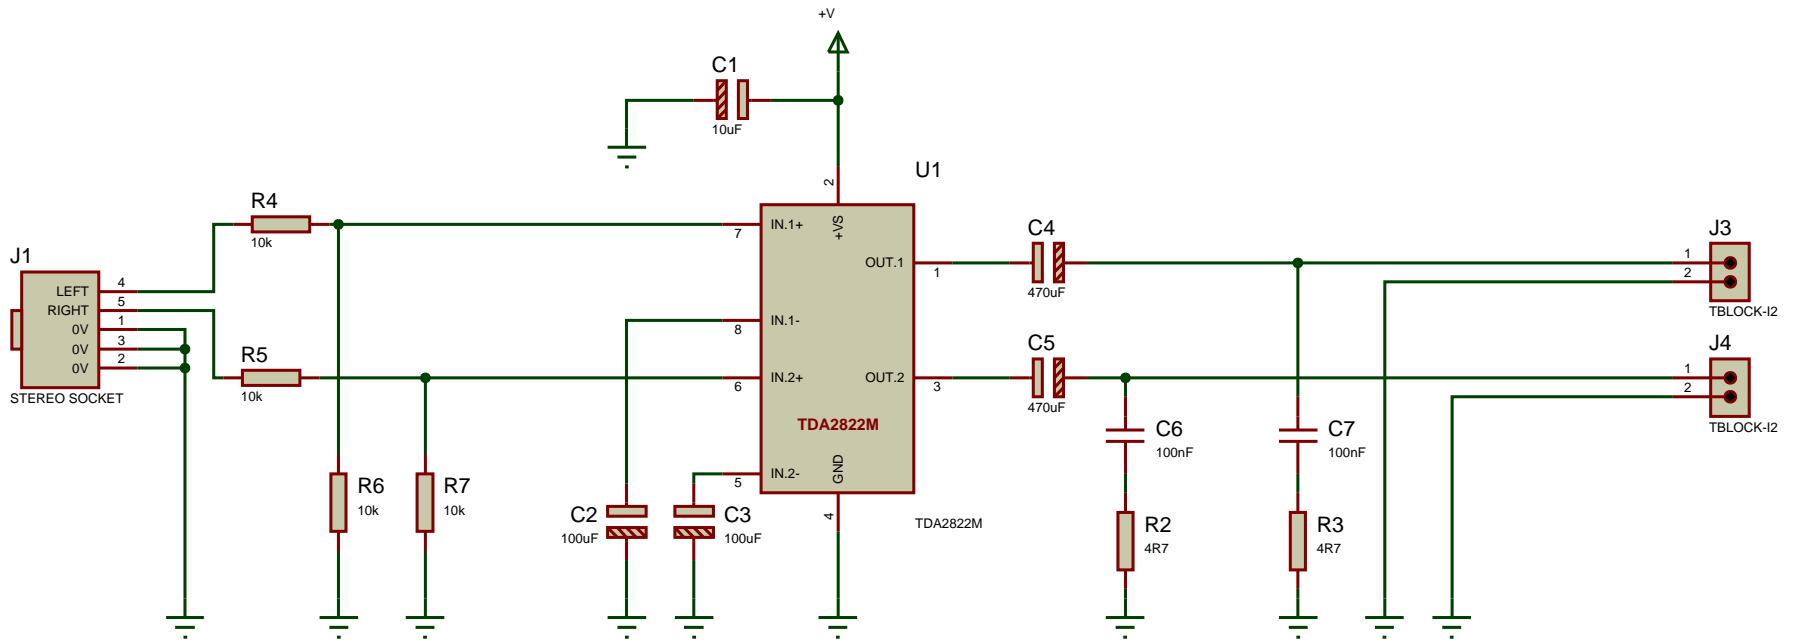 +V
C1
10uF
U1
2
+VS
R4
10k
7
IN.1+
J1
LEFT
4
RIGHT
5
0V
1
0V
3
0V
2
STEREO SOCKET
R5
10k
8
IN.1-
6
IN.2+
OUT.1
1
OUT.2
3
TDA2822M
IN.2-
5
GND
4
TDA2822M
R6
10k
R7
10k
C2
100uF
C3
100uF
C4
470uF
C5
470uF
C6
100nF
C7
100nF
R2
4R7
R3
4R7
J3
1
2
TBLOCK-I2
J4
1
2
TBLOCK-I2